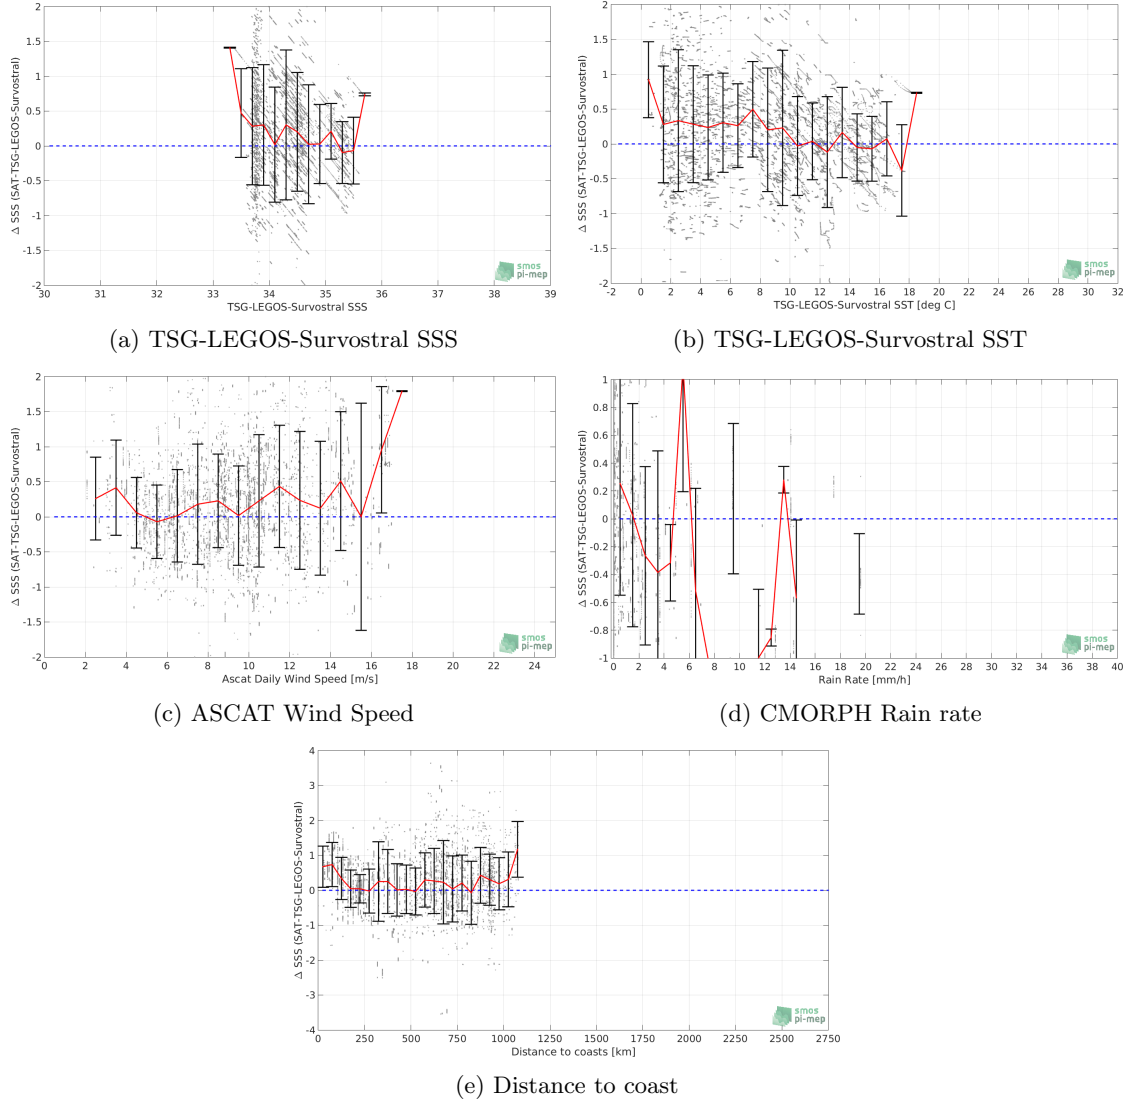 2
1.5
1
0.5
0
-0.5
-1
-1.5
-2
Δ SSS (SAT-TSG-LEGOS-Survostral)
30 31 32 33 34 35 36 37 38 39
TSG-LEGOS-Survostral SSS
smos
pi-mep
(a) TSG-LEGOS-Survostral SSS
2
1.5
1
0.5
0
-0.5
-1
-1.5
-2
Δ SSS (SAT-TSG-LEGOS-Survostral)
-2 0 2 4 6 8 10 12 14 16 18 20 22 24 26 28 30 32
TSG-LEGOS-Survostral SST [deg C]
smos
pi-mep
(b) TSG-LEGOS-Survostral SST
2
1.5
1
0.5
0
-0.5
-1
-1.5
-2
Δ SSS (SAT-TSG-LEGOS-Survostral)
0 2 4 6 8 10 12 14 16 18 20 22 24
Ascat Daily Wind Speed [m/s]
smos
pi-mep
(c) ASCAT Wind Speed
1
0.8
0.6
0.4
0.2
0
-0.2
-0.4
-0.6
-0.8
-1
Δ SSS (SAT-TSG-LEGOS-Survostral)
0 2 4 6 8 10 12 14 16 18 20 22 24 26 28 30 32 34 36 38 40
Rain Rate [mm/h]
smos
pi-mep
(d) CMORPH Rain rate
4
3
2
1
0
-1
-2
-3
-4
Δ SSS (SAT-TSG-LEGOS-Survostral)
0 250 500 750 1000 1250 1500 1750 2000 2250 2500 2750
Distance to coasts [km]
smos
pi-mep
(e) Distance to coast